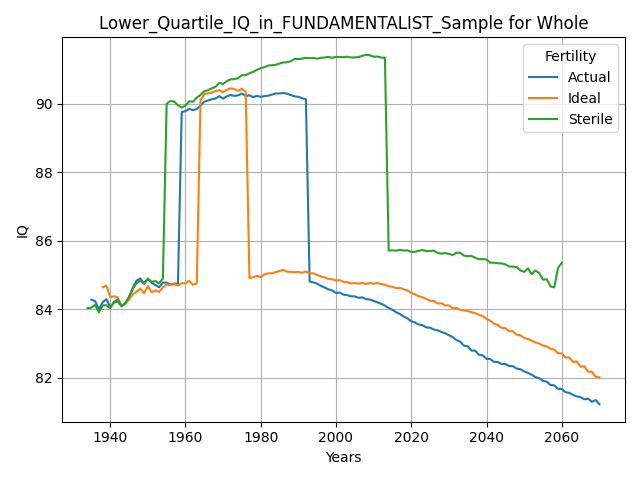 Lower_Quartile_IQ_in_FUNDAMENTALIST_Sample for Whole
Fertility
Actual
Ideal
Sterile
IQ
90
88
86
84
82
1940 1960 1980 2000 2020 2040 2060
Years